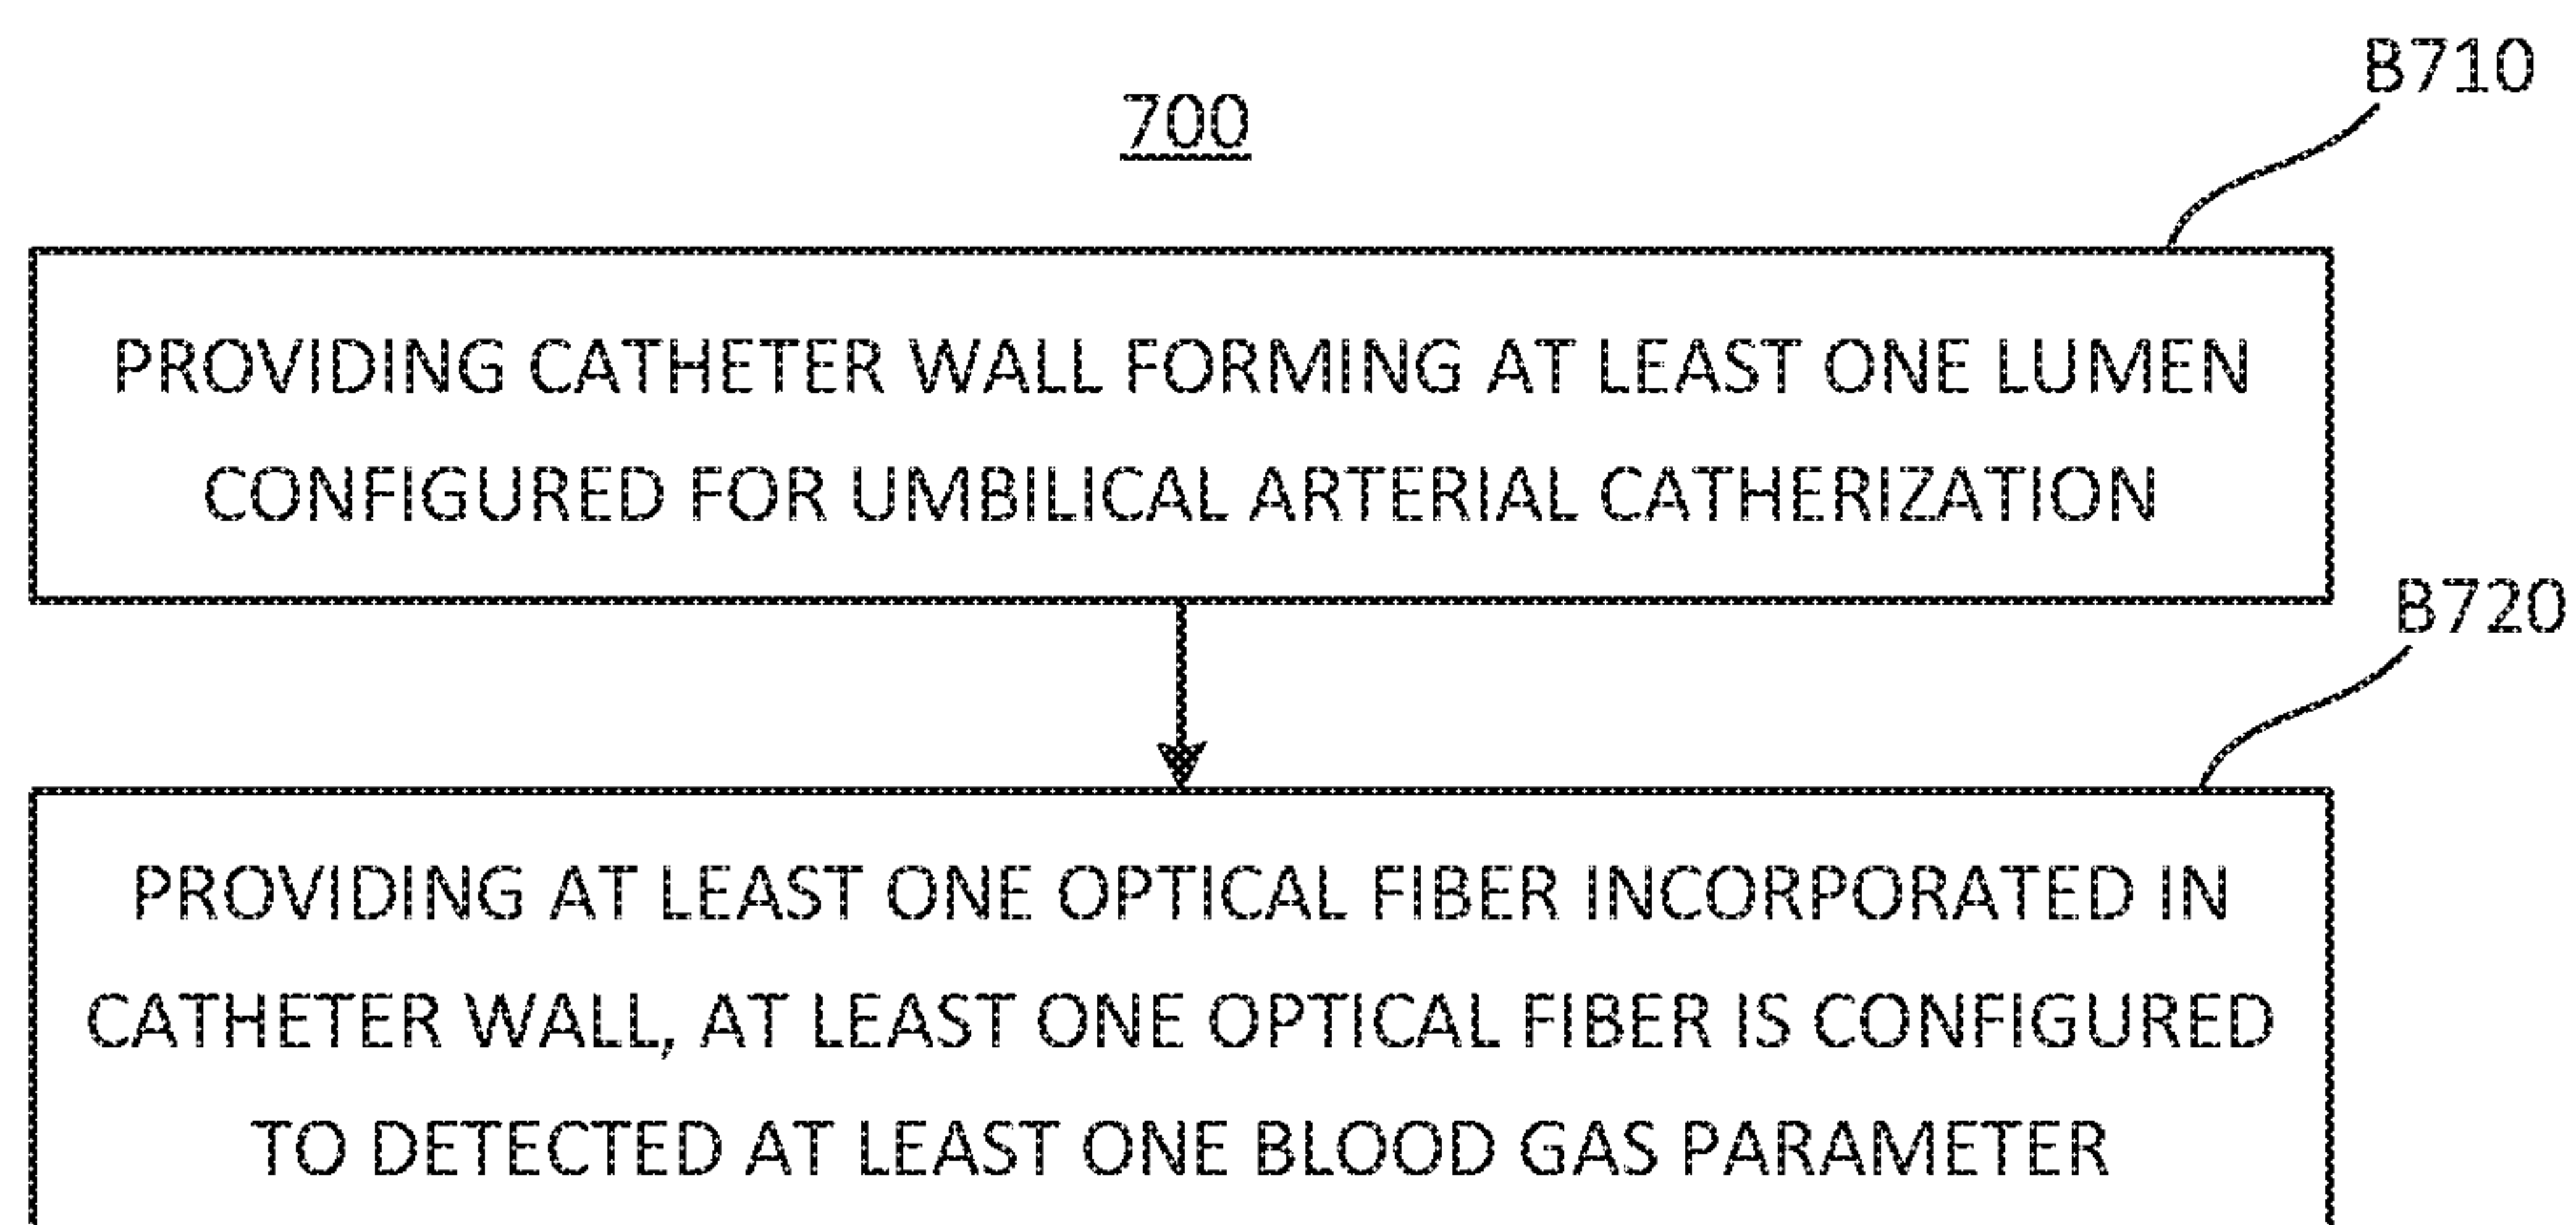 B710
700
PROVIDING CATHETER WALL FORMING AT LEAST ONE LUMEN
CONFIGURED FOR UMBILICAL ARTERIAL CATHERIZATION
B720
PROVIDING AT LEAST ONE OPTICAL FIBER INCORPORATED IN
CATHETER WALL, AT LEAST ONE OPTICAL FIBER IS CONFIGURED
TO DETECTED AT LEAST ONE BLOOD GAS PARAMETER